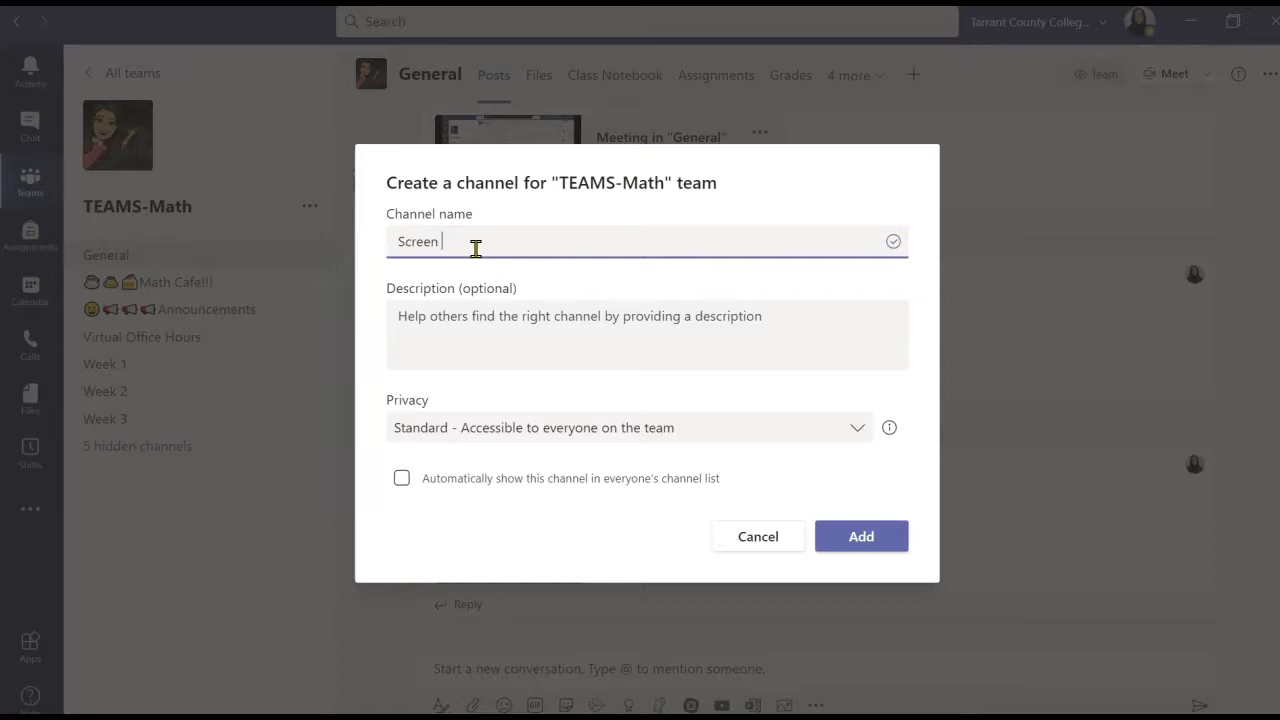 Search
Tarrant County Colleg...
Activity
Chat
Teams
Assignments
Calendar
Calls
Files
Apps
All teams
TEAMS-Math
General
Math Cafe!!!
Announcements
Virtual Office Hours
Week 1
Week 2
Week 3
5 hidden channels
General Posts Files Class Notebook Assignments Grades 4 more
Team
Meet
Meeting in "General"
Create a channel for "TEAMS-Math" team
Channel name
Screen
Description (optional)
Help others find the right channel by providing a description
Privacy
Standard - Accessible to everyone on the team
Automatically show this channel in everyone's channel list
Cancel
Add
Reply
Start a new conversation. Type @ to mention someone.
GIF